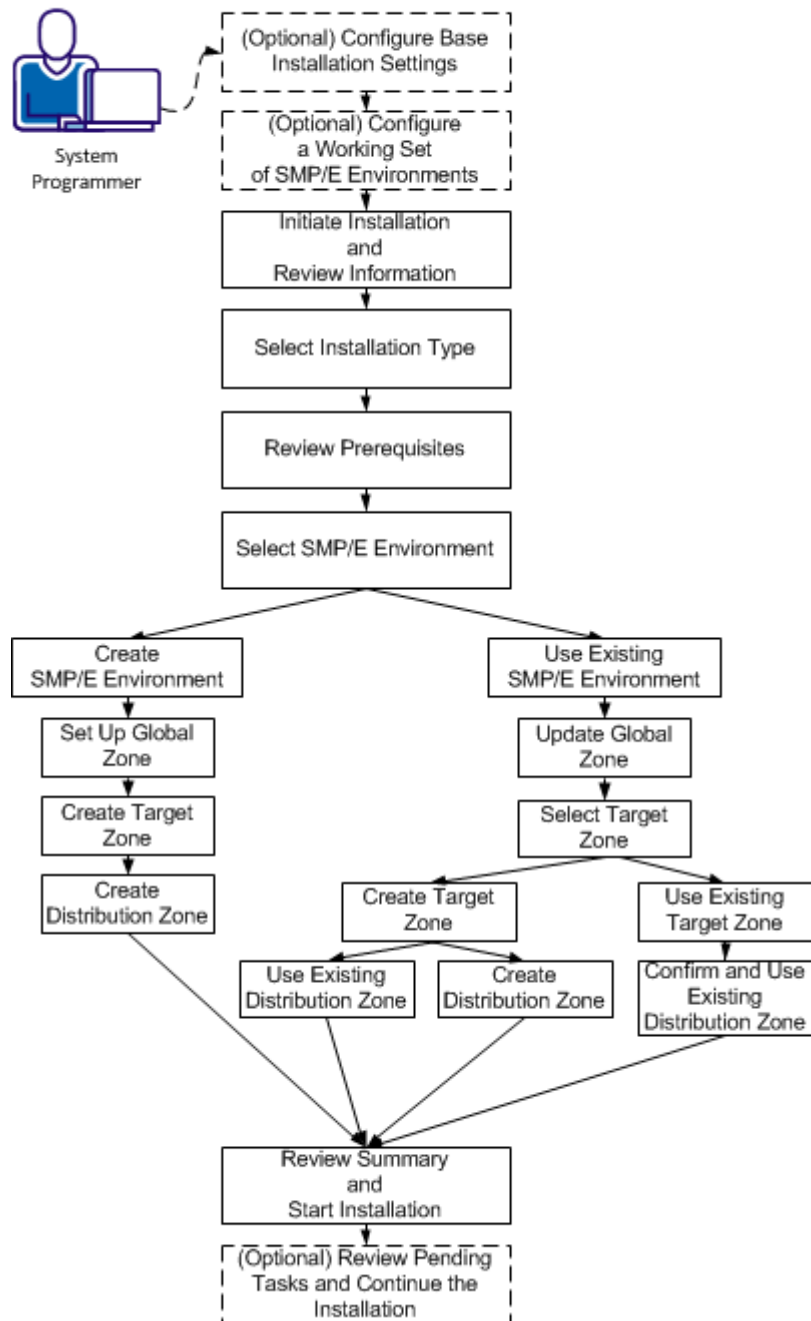 (Optional) Configure Base
Installation Settings
System
Programmer
(Optional) Configure
a Working Set
of SMP/E Environments
Initiate Installation
and
Review Information
Select Installation Type
Review Prerequisites
Select SMP/E Environment
Create
SMP/E Environment
Use Existing
SMP/E Environment
Set Up Global
Zone
Update Global
Zone
Create Target
Zone
Select Target
Zone
Create
Distribution Zone
Create Target
Zone
Use Existing
Target Zone
Use Existing
Distribution Zone
Create
Distribution Zone
Confirm and Use
Existing
Distribution Zone
Review Summary
and
Start Installation
(Optional) Review Pending
Tasks and Continue the
Installation